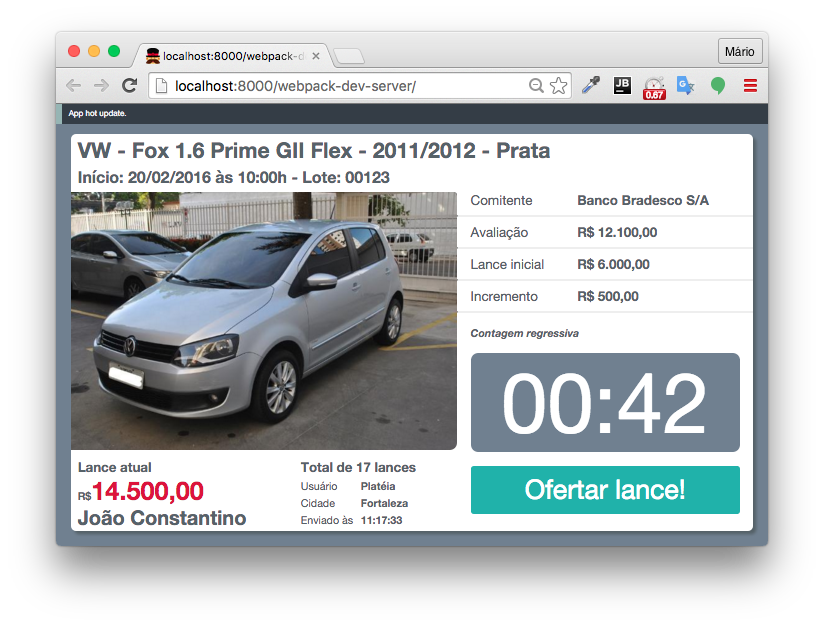 localhost:8000/webpack-d
Mário
localhost:8000/webpack-dev-server/
JB
0.67
G
App hot update.
VW - Fox 1.6 Prime GII Flex - 2011/2012 - Prata
Início: 20/02/2016 às 10:00h - Lote: 00123
Comitente Banco Bradesco S/A
Avaliação R$ 12.100,00
Lance inicial R$ 6.000,00
Incremento R$ 500,00
Contagem regressiva
00:42
Ofertar lance!
Lance atual
R$14.500,00
João Constantino
Total de 17 lances
Usuário Platéia
Cidade Fortaleza
Enviado às 11:17:33